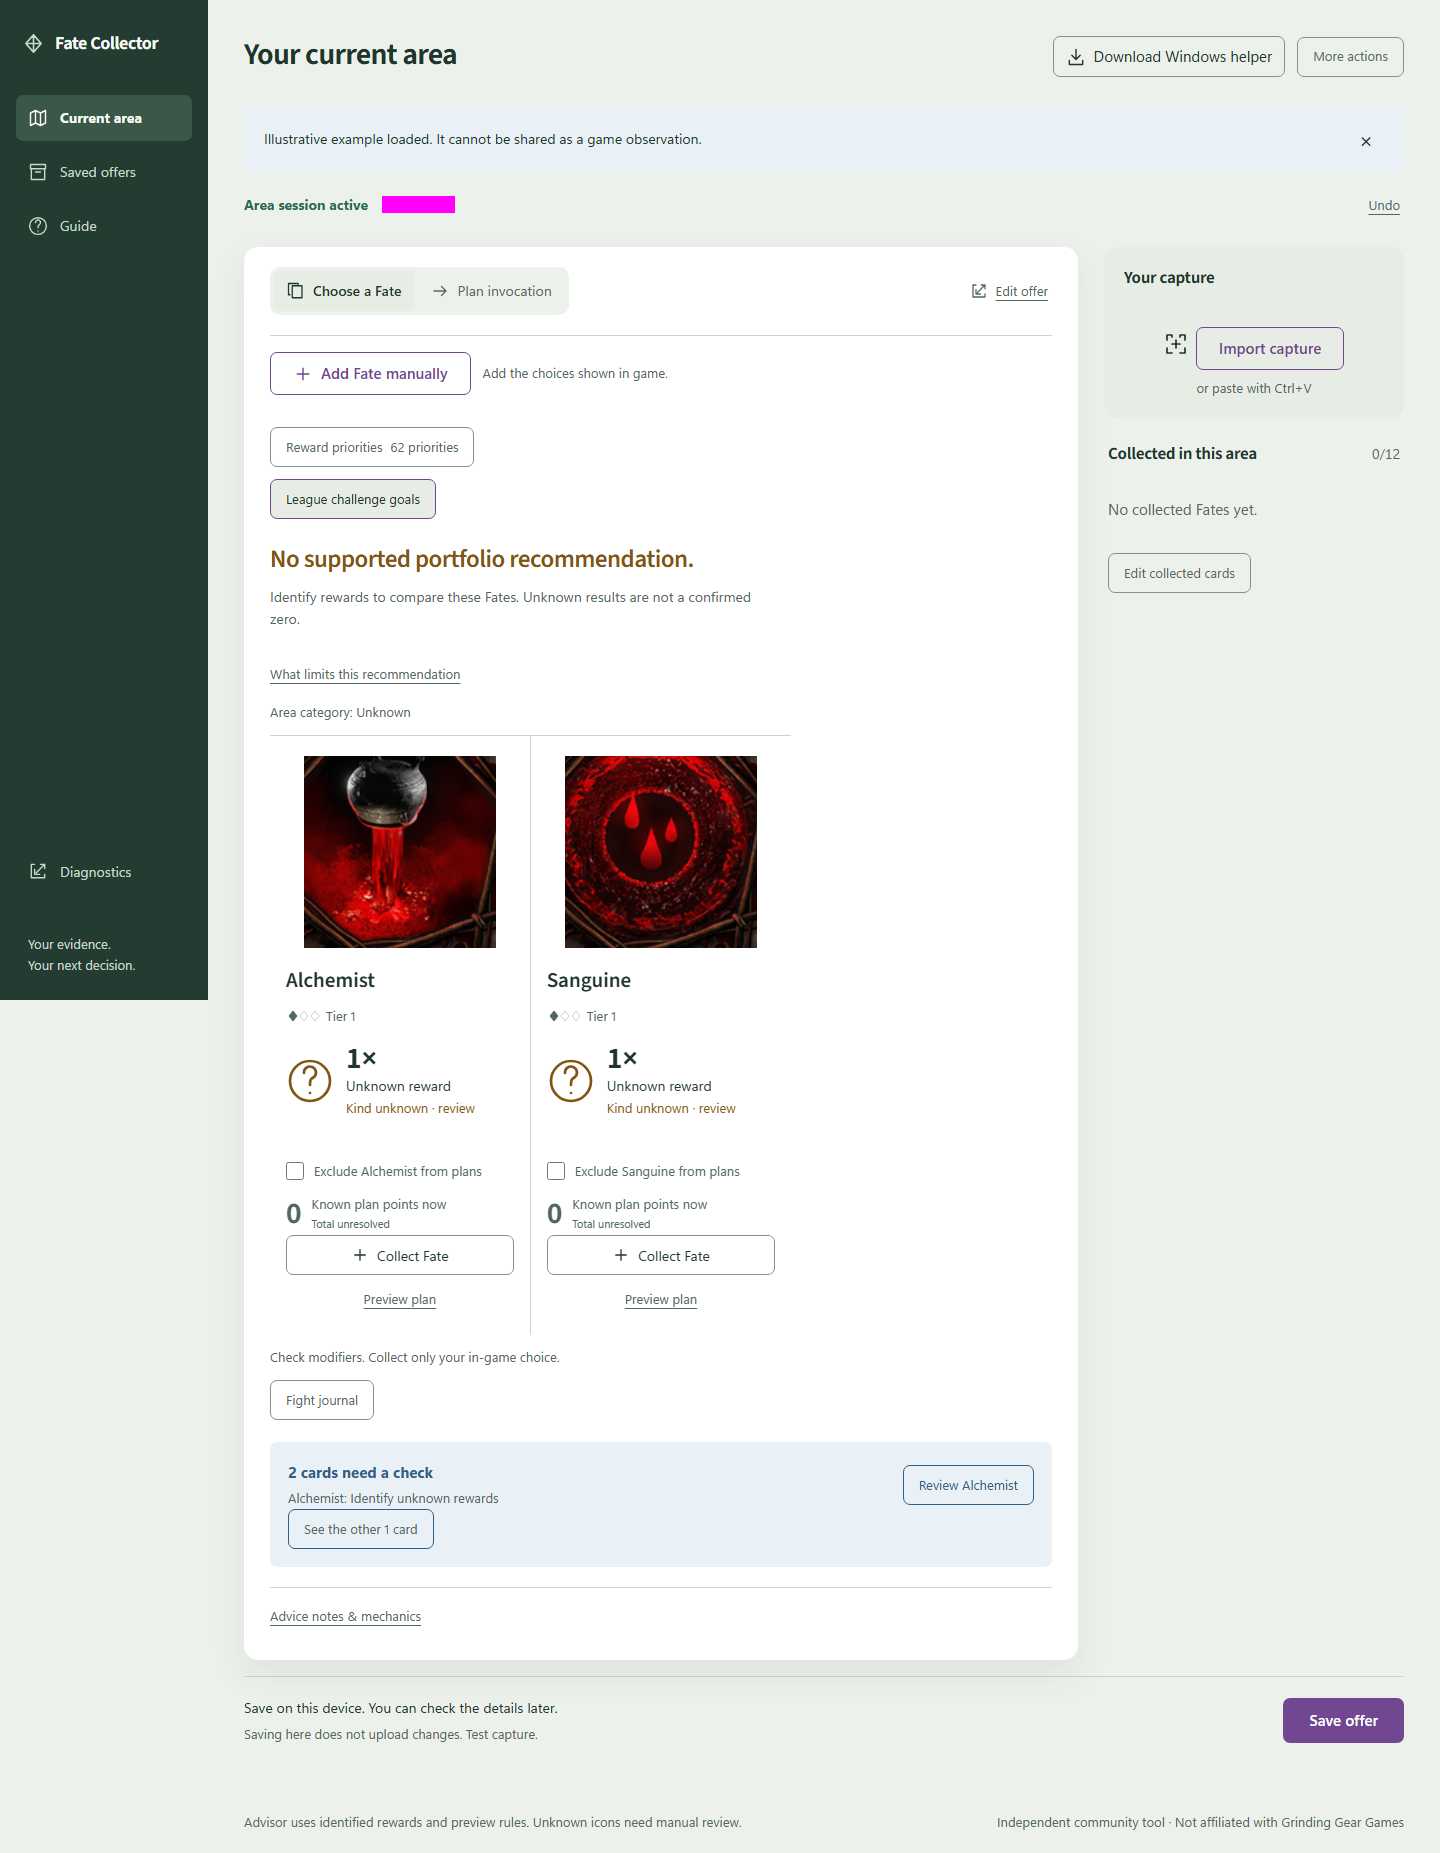 Fate Collector
Current area
Saved offers
Guide
Diagnostics
Your evidence.
Your next decision.
Your current area
Download Windows helper
More actions
Illustrative example loaded. It cannot be shared as a game observation.
Area session active
Undo
Choose a Fate
Plan invocation
Edit offer
Add Fate manually
Add the choices shown in game.
Reward priorities 62 priorities
League challenge goals
No supported portfolio recommendation.
Identify rewards to compare these Fates. Unknown results are not a confirmed
zero.
What limits this recommendation
Area category: Unknown
Alchemist
Tier 1
1×
Unknown reward
Kind unknown · review
Exclude Alchemist from plans
0 Known plan points now
Total unresolved
Collect Fate
Preview plan
Sanguine
Tier 1
1×
Unknown reward
Kind unknown · review
Exclude Sanguine from plans
0 Known plan points now
Total unresolved
Collect Fate
Preview plan
Check modifiers. Collect only your in-game choice.
Fight journal
2 cards need a check
Alchemist: Identify unknown rewards
See the other 1 card
Review Alchemist
Advice notes & mechanics
Your capture
Import capture
or paste with Ctrl+V
Collected in this area
0/12
No collected Fates yet.
Edit collected cards
Save on this device. You can check the details later.
Saving here does not upload changes. Test capture.
Save offer
Advisor uses identified rewards and preview rules. Unknown icons need manual review.
Independent community tool · Not affiliated with Grinding Gear Games